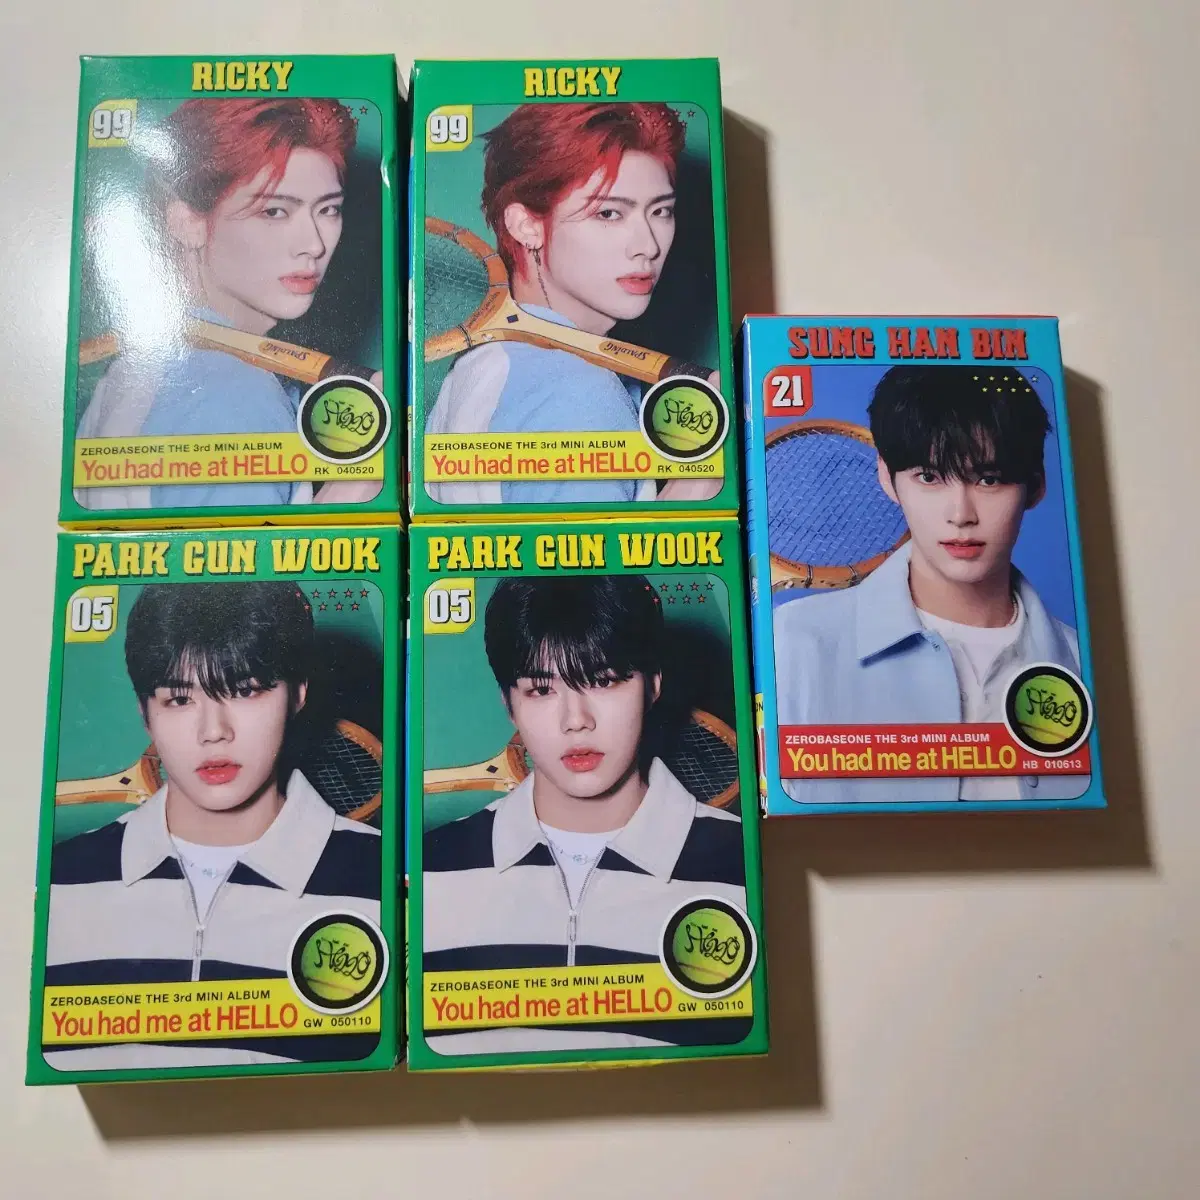 RICKY
99
SPALDING
ZEROBASEONE THE 3rd MINI ALBUM
You had me at HELLO RK 040520
RICKY
99
SPALDING
ZEROBASEONE THE 3rd MINI ALBUM
You had me at HELLO RK 040520
SUNG HAN BIN
21
ZEROBASEONE THE 3rd MINI ALBUM
You had me at HELLO HB 010613
PARK GUN WOOK
05
ZEROBASEONE THE 3rd MINI ALBUM
You had me at HELLO GW 050110
PARK GUN WOOK
05
ZEROBASEONE THE 3rd MINI ALBUM
You had me at HELLO GW 050110